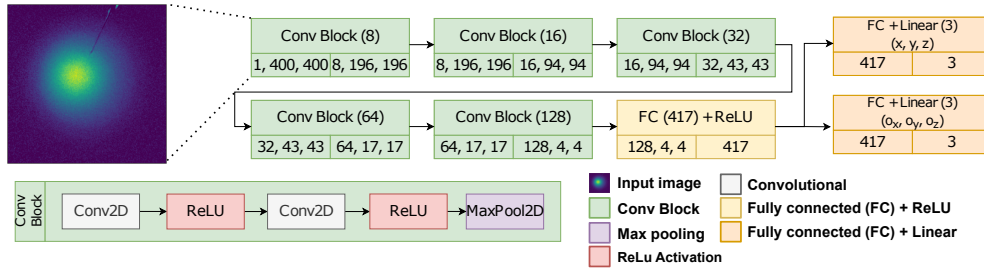 Conv Block (8)
1, 400, 400 8, 196, 196
Conv Block (16)
8, 196, 196 16, 94, 94
Conv Block (32)
16, 94, 94 32, 43, 43
FC + Linear (3)
(x, y, z)
417 3
Conv Block (64)
32, 43, 43 64, 17, 17
Conv Block (128)
64, 17, 17 128, 4, 4
FC (417) + ReLU
128, 4, 4 417
FC + Linear (3)
(oₓ, oᵧ, o_z)
417 3
Conv
Block
Conv2D
ReLU
Conv2D
ReLU
MaxPool2D
Input image
Conv Block
Max pooling
ReLu Activation
Convolutional
Fully connected (FC) + ReLU
Fully connected (FC) + Linear